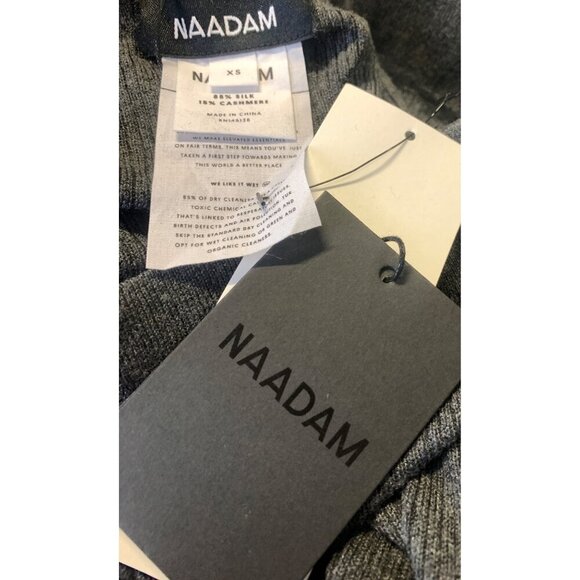 NAADAM
NAADAM
XS
85% SILK
15% CASHMERE
MADE IN CHINA
WE MAKE ELEVATED ESSENTIALS
ON FAIR TERMS. THIS MEANS YOU'VE JUST
TAKEN A FIRST STEP TOWARDS MAKING
THIS WORLD A BETTER PLACE
WE LIKE IT WET
85% OF DRY CLEANERS
TOXIC CHEMICAL
THAT'S LINKED TO
BIRTH DEFECTS AND AIR POLLUTION. TO
SKIP THE STANDARD DRY CLEANING AND
OPT FOR WET CLEANING OR GREEN AND
ORGANIC CLEANERS.
NAADAM